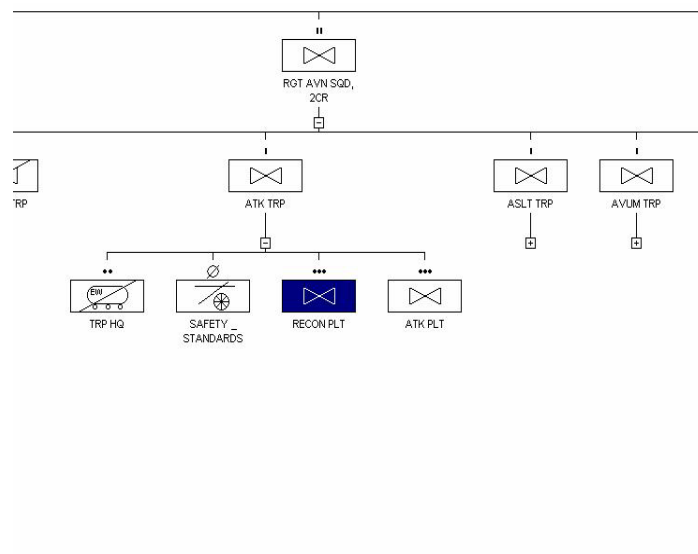 RGT AVN SQD,
2CR
TRP
ATK TRP
ASLT TRP
AVUM TRP
EW
TRP HQ
SAFETY _
STANDARDS
RECON PLT
ATK PLT